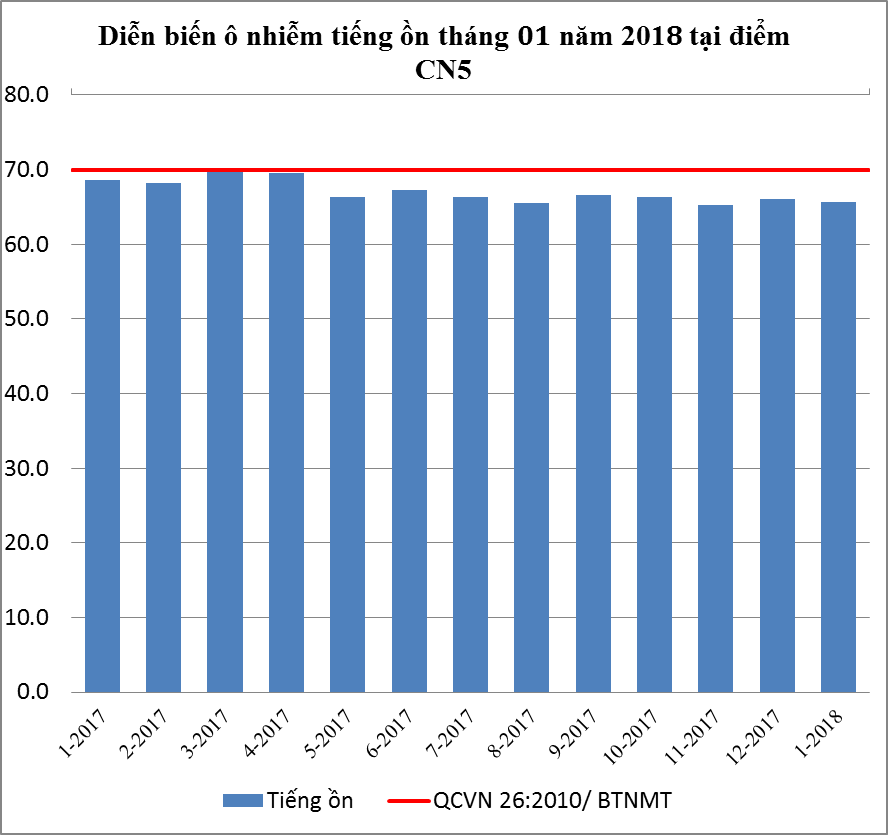 Diễn biến ô nhiễm tiếng ồn tháng 01 năm 2018 tại điểm
CN5
80.0
70.0
60.0
50.0
40.0
30.0
20.0
10.0
0.0
1-2017 2-2017 3-2017 4-2017 5-2017 6-2017 7-2017 8-2017 9-2017 10-2017 11-2017 12-2017 1-2018
Tiếng ồn QCVN 26:2010/ BTNMT